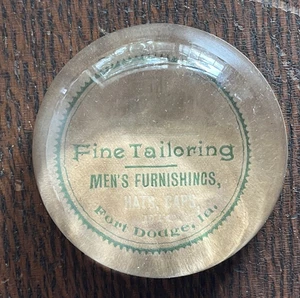 Fine Tailoring
MEN'S FURNISHINGS,
HATS, CAPS,
Fort Dodge, Ia.